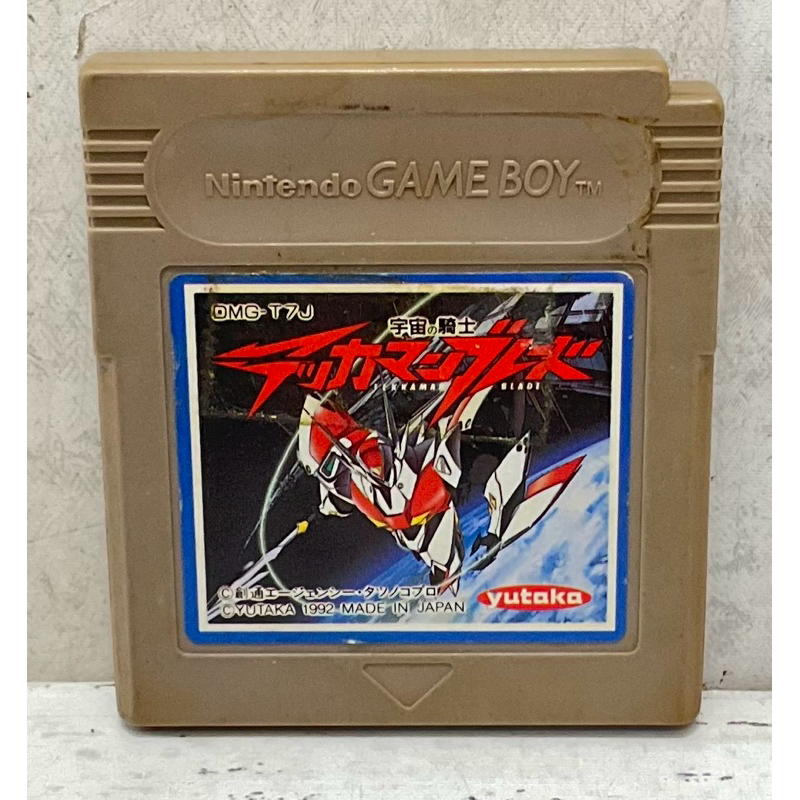 Nintendo GAME BOY TM
DMG-T7J
宇宙の騎士
テッカマンブレード
TEKKAMAN BLADE
©創通エージェンシー・タツノコプロ
©YUTAKA 1992 MADE IN JAPAN
yutaka